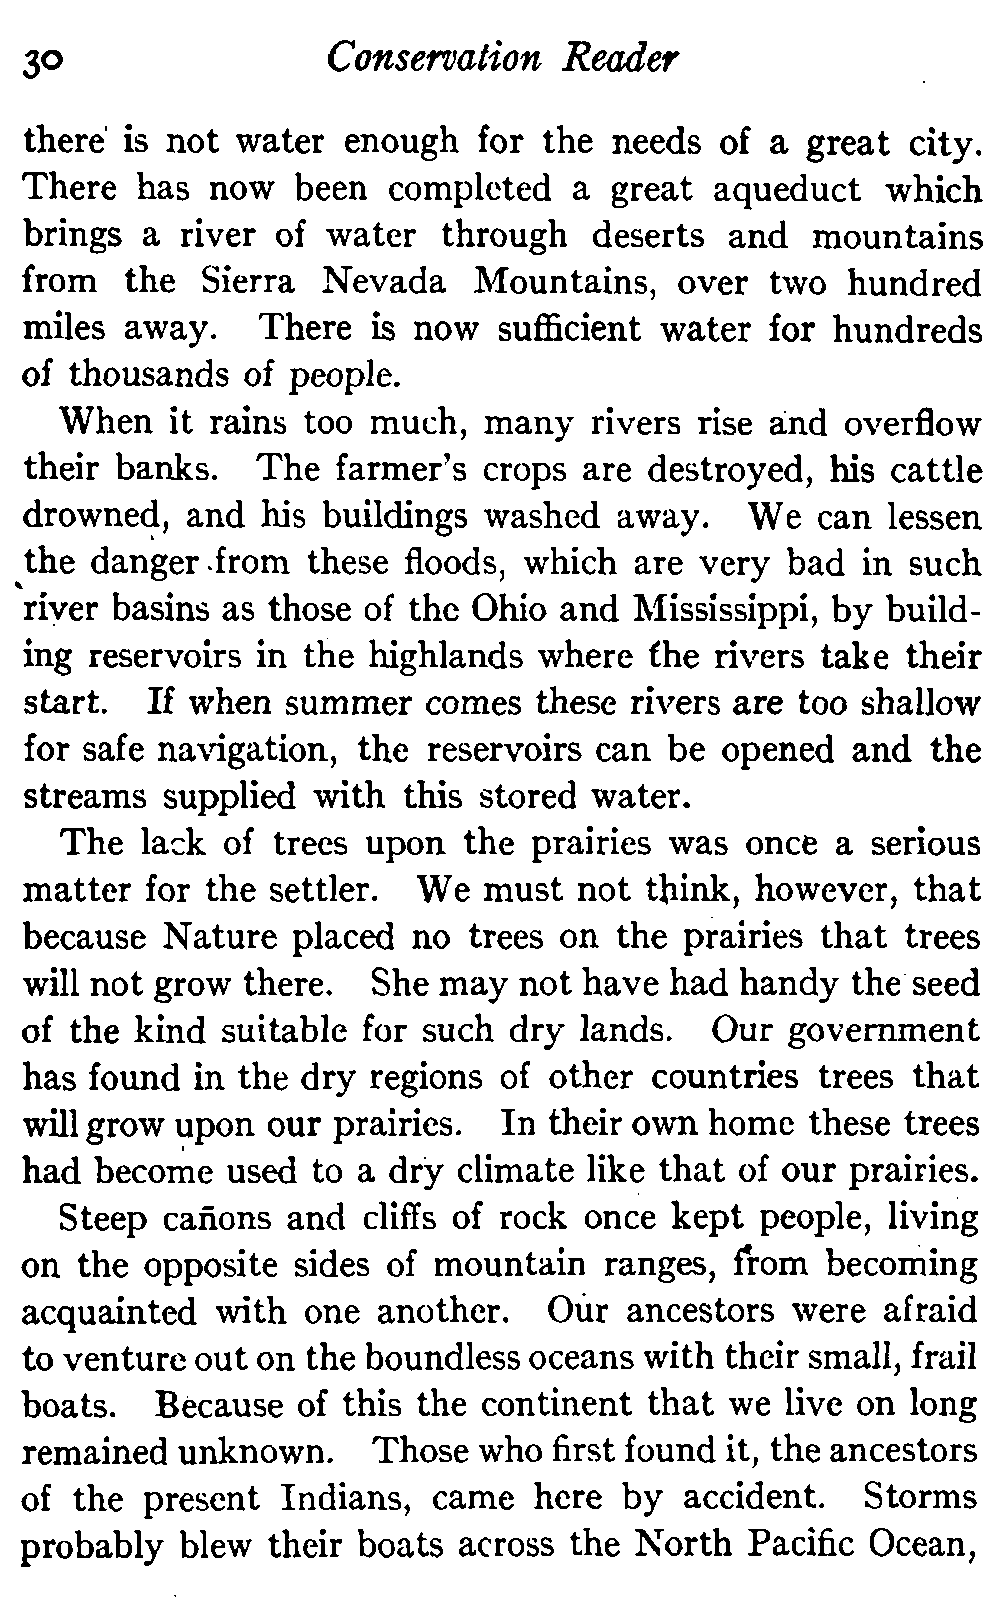 30 Conservation Reader
there is not water enough for the needs of a great city.
There has now been completed a great aqueduct which
brings a river of water through deserts and mountains
from the Sierra Nevada Mountains, over two hundred
miles away. There is now sufficient water for hundreds
of thousands of people.
When it rains too much, many rivers rise and overflow
their banks. The farmer's crops are destroyed, his cattle
drowned, and his buildings washed away. We can lessen
the danger from these floods, which are very bad in such
river basins as those of the Ohio and Mississippi, by build-
ing reservoirs in the highlands where the rivers take their
start. If when summer comes these rivers are too shallow
for safe navigation, the reservoirs can be opened and the
streams supplied with this stored water.
The lack of trees upon the prairies was once a serious
matter for the settler. We must not think, however, that
because Nature placed no trees on the prairies that trees
will not grow there. She may not have had handy the seed
of the kind suitable for such dry lands. Our government
has found in the dry regions of other countries trees that
will grow upon our prairies. In their own home these trees
had become used to a dry climate like that of our prairies.
Steep cañons and cliffs of rock once kept people, living
on the opposite sides of mountain ranges, from becoming
acquainted with one another. Our ancestors were afraid
to venture out on the boundless oceans with their small, frail
boats. Because of this the continent that we live on long
remained unknown. Those who first found it, the ancestors
of the present Indians, came here by accident. Storms
probably blew their boats across the North Pacific Ocean,